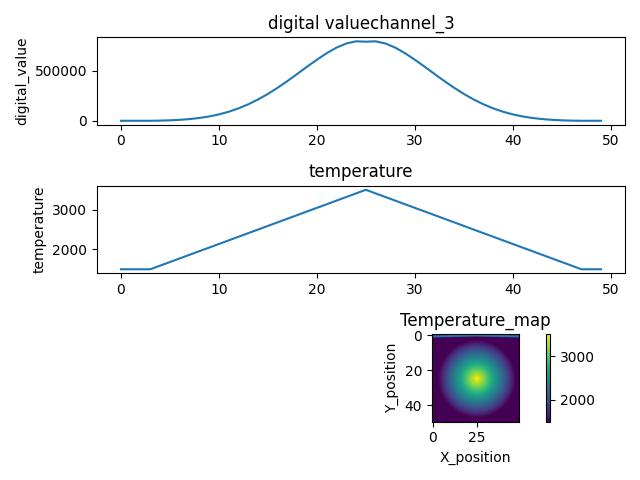 digital valuechannel_3
digital_value
500000
0
0 10 20 30 40 50
temperature
temperature
3000
2000
0 10 20 30 40 50
Temperature_map
Y_position
0
20
40
0 25
X_position
3000
2000